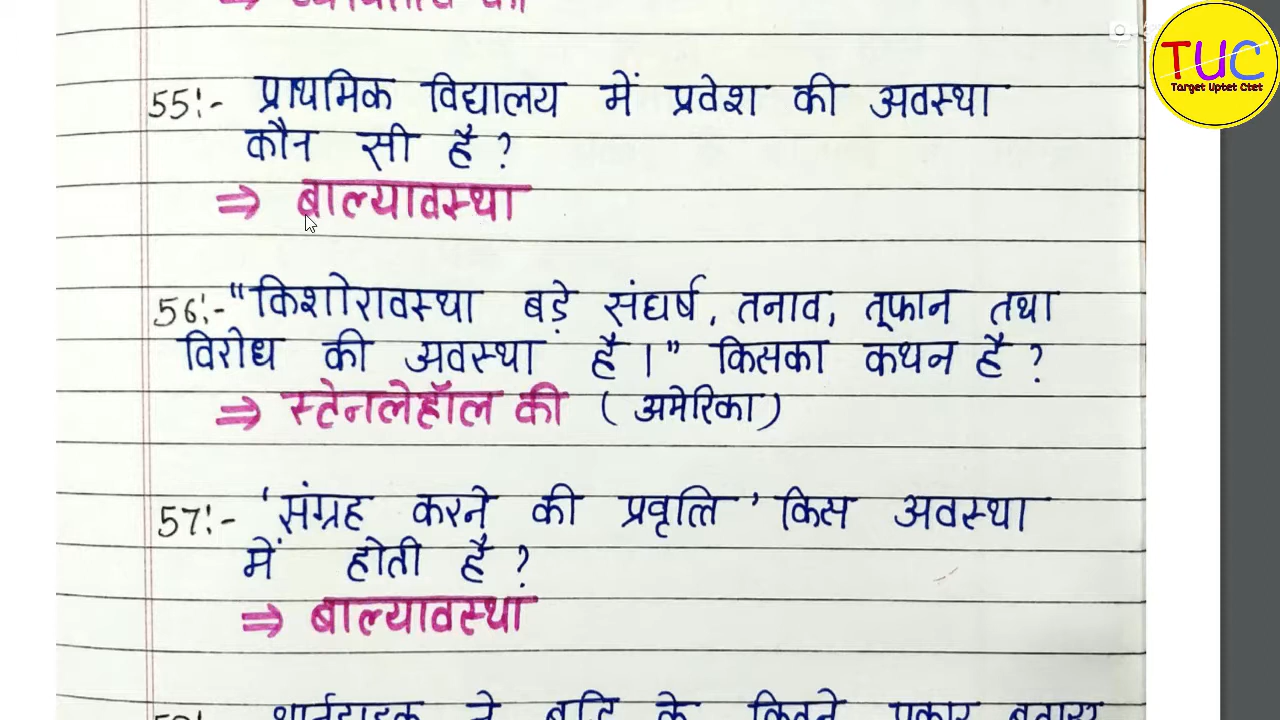 TUC
Target Uptet Ctet
55:- प्राथमिक विद्यालय में प्रवेश की अवस्था
कौन सी है ?
⇒ बाल्यावस्था
56:- "किशोरावस्था बड़े संघर्ष, तनाव, तूफान तथा
विरोध की अवस्था है।" किसका कथन है ?
⇒ स्टेनलेहॉल की (अमेरिका)
57:- 'संग्रह करने की प्रवृत्ति' किस अवस्था
में होती है ?
⇒ बाल्यावस्था